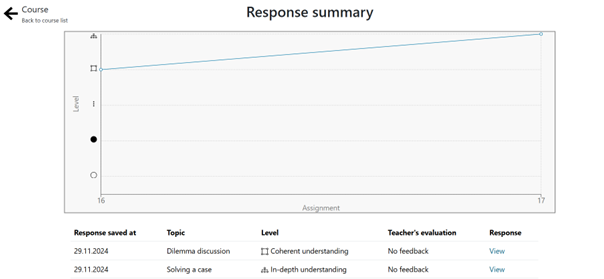 Course
Back to course list
Response summary
Level
16
17
Assignment
Response saved at Topic Level Teacher's evaluation Response
29.11.2024 Dilemma discussion Coherent understanding No feedback View
29.11.2024 Solving a case In-depth understanding No feedback View